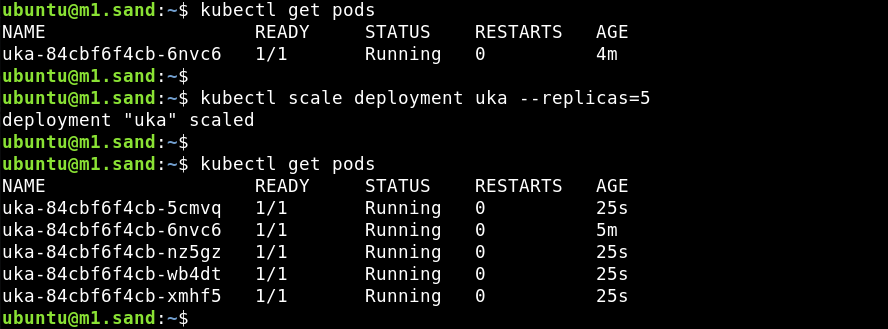 ubuntu@m1.sand:~$ kubectl get pods
NAME                   READY     STATUS    RESTARTS   AGE
uka-84cbf6f4cb-6nvc6   1/1       Running   0          4m
ubuntu@m1.sand:~$
ubuntu@m1.sand:~$ kubectl scale deployment uka --replicas=5
deployment "uka" scaled
ubuntu@m1.sand:~$
ubuntu@m1.sand:~$ kubectl get pods
NAME                   READY     STATUS    RESTARTS   AGE
uka-84cbf6f4cb-5cmvq   1/1       Running   0          25s
uka-84cbf6f4cb-6nvc6   1/1       Running   0          5m
uka-84cbf6f4cb-nz5gz   1/1       Running   0          25s
uka-84cbf6f4cb-wb4dt   1/1       Running   0          25s
uka-84cbf6f4cb-xmhf5   1/1       Running   0          25s
ubuntu@m1.sand:~$